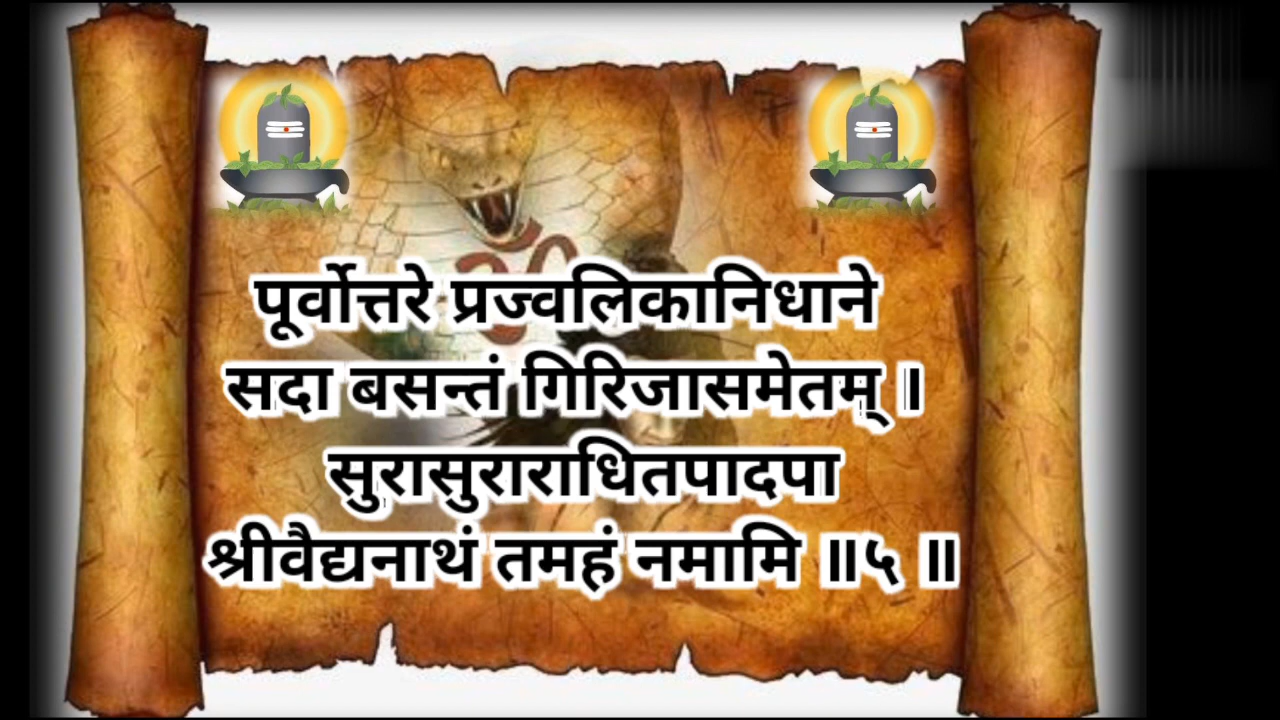 पूर्वोत्तरे प्रज्वलिकानिधाने
सदा बसन्तं गिरिजासमेतम् ।
सुरासुराराधितपादपा
श्रीवैद्यनाथं तमहं नमामि ॥५ ॥